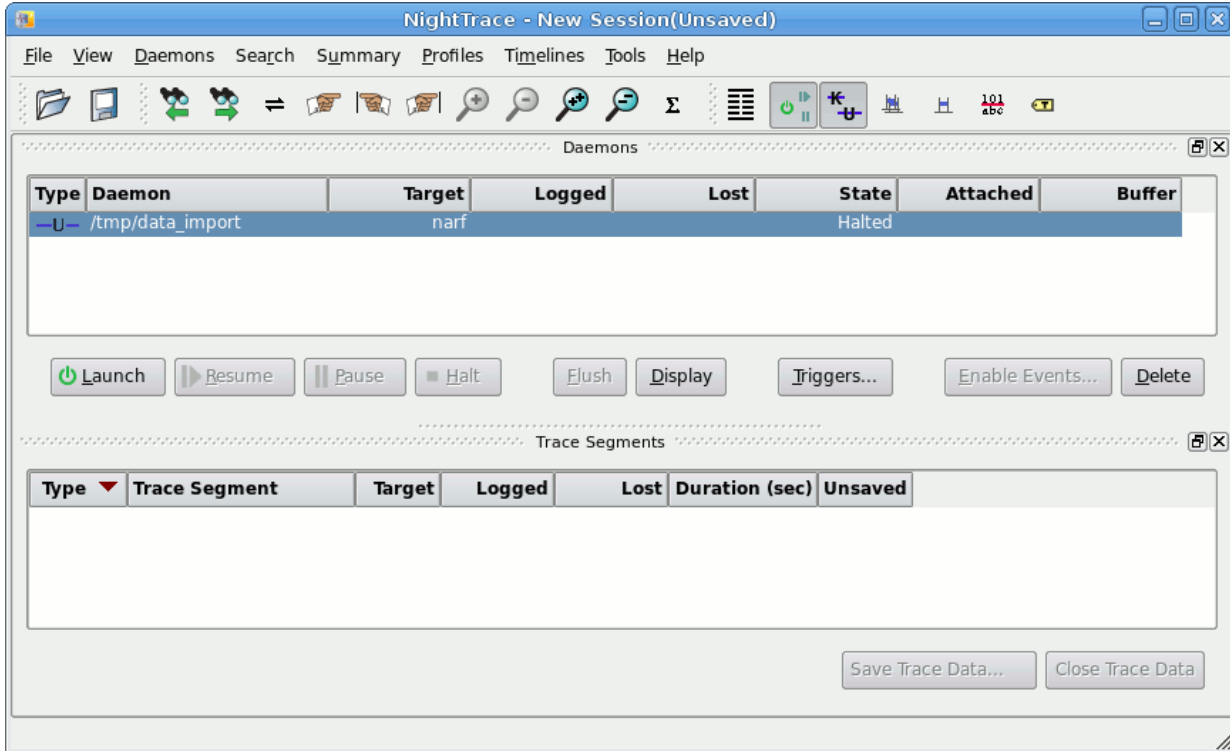 NightTrace - New Session(Unsaved)
File View Daemons Search Summary Profiles Timelines Tools Help
Σ 101 abc T K U
Daemons
Type Daemon Target Logged Lost State Attached Buffer
U /tmp/data_import narf Halted
Launch Resume Pause Halt Flush Display Triggers... Enable Events... Delete
Trace Segments
Type Trace Segment Target Logged Lost Duration (sec) Unsaved
Save Trace Data... Close Trace Data